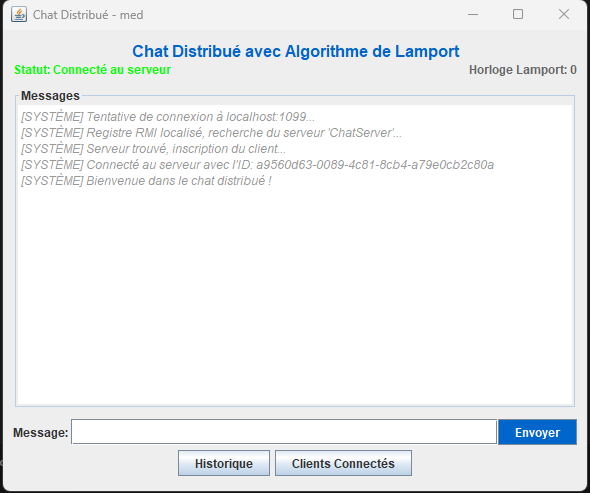 Chat Distribué - med
Chat Distribué avec Algorithme de Lamport
Statut: Connecté au serveur
Horloge Lamport: 0
Messages
[SYSTÈME] Tentative de connexion à localhost:1099...
[SYSTÈME] Registre RMI localisé, recherche du serveur 'ChatServer'...
[SYSTÈME] Serveur trouvé, inscription du client...
[SYSTÈME] Connecté au serveur avec l'ID: a9560d63-0089-4c81-8cb4-a79e0cb2c80a
[SYSTÈME] Bienvenue dans le chat distribué !
Message:
Envoyer
Historique
Clients Connectés